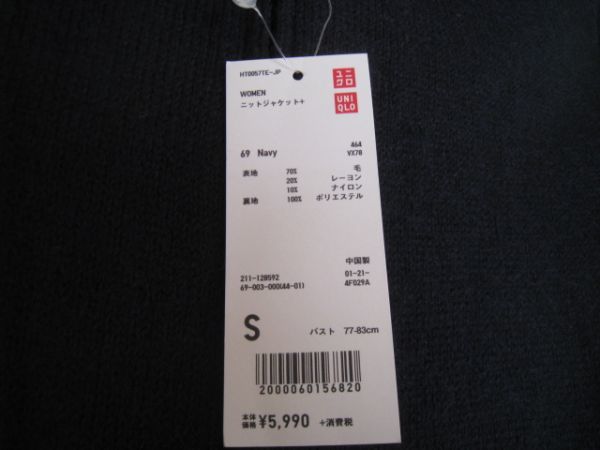 HT0057TE-JP
ユニ
クロ
WOMEN
ニットジャケット+
UNI
QLO
69 Navy
464
VX78
表地 70% 毛
20% レーヨン
10% ナイロン
裏地 100% ポリエステル
中国製
211-128592 01-21-
69-003-000(44-01) 4F029A
S バスト 77-83cm
2000060156820
本体
価格 ¥5,990 +消費税